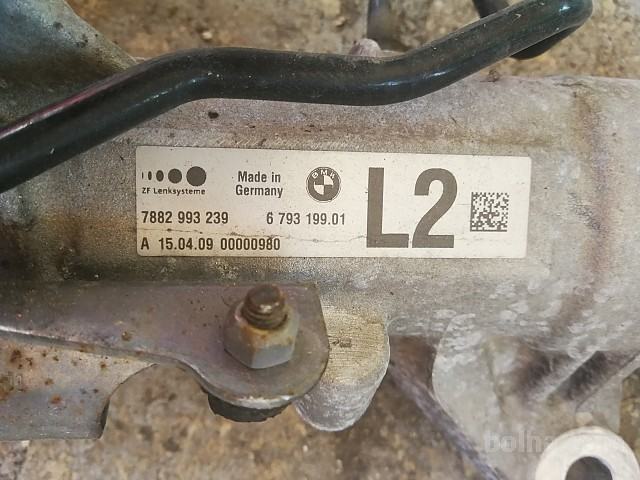 ZF Lenksysteme
Made in
Germany
BMW
7882 993 239
6 793 199.01
A 15.04.09 00000980
L2